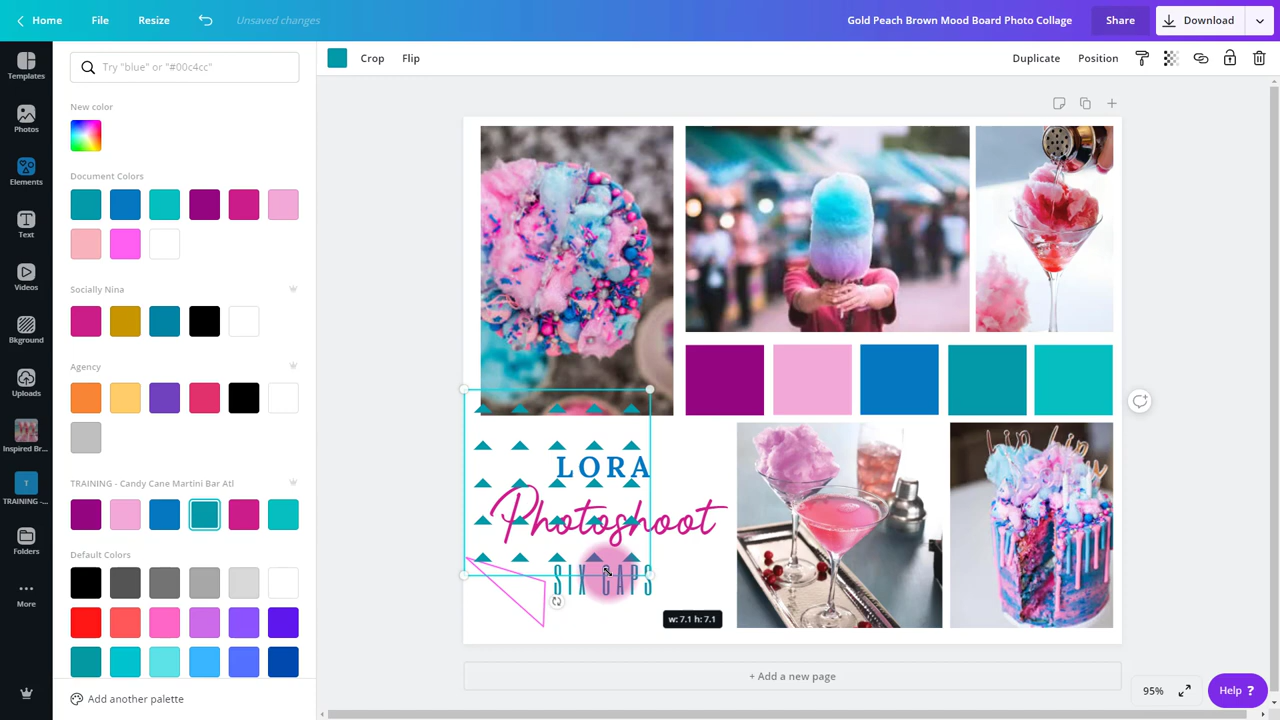 Home
File
Resize
Unsaved changes
Gold Peach Brown Mood Board Photo Collage
Share
Download
Templates
Photos
Elements
Text
Videos
Bkground
Uploads
Inspired Br...
T
TRAINING -...
Folders
More
Try "blue" or "#00c4cc"
New color
Document Colors
Socially Nina
Agency
TRAINING - Candy Cane Martini Bar Atl
Default Colors
Add another palette
Crop
Flip
Duplicate
Position
LORA
Photoshoot
SIX CAPS
w: 7.1 h: 7.1
+ Add a new page
95%
Help ?